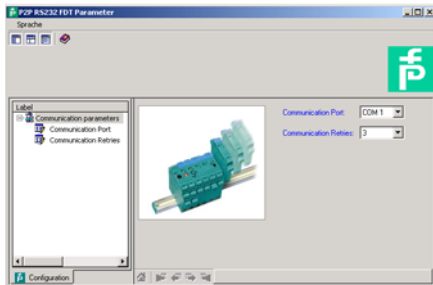 P2P RS232 FDT Parameter
Sprache
Label
Communication parameters
Communication Port
Communication Retries
Communication Port: COM 1
Communication Retries: 3
Configuration